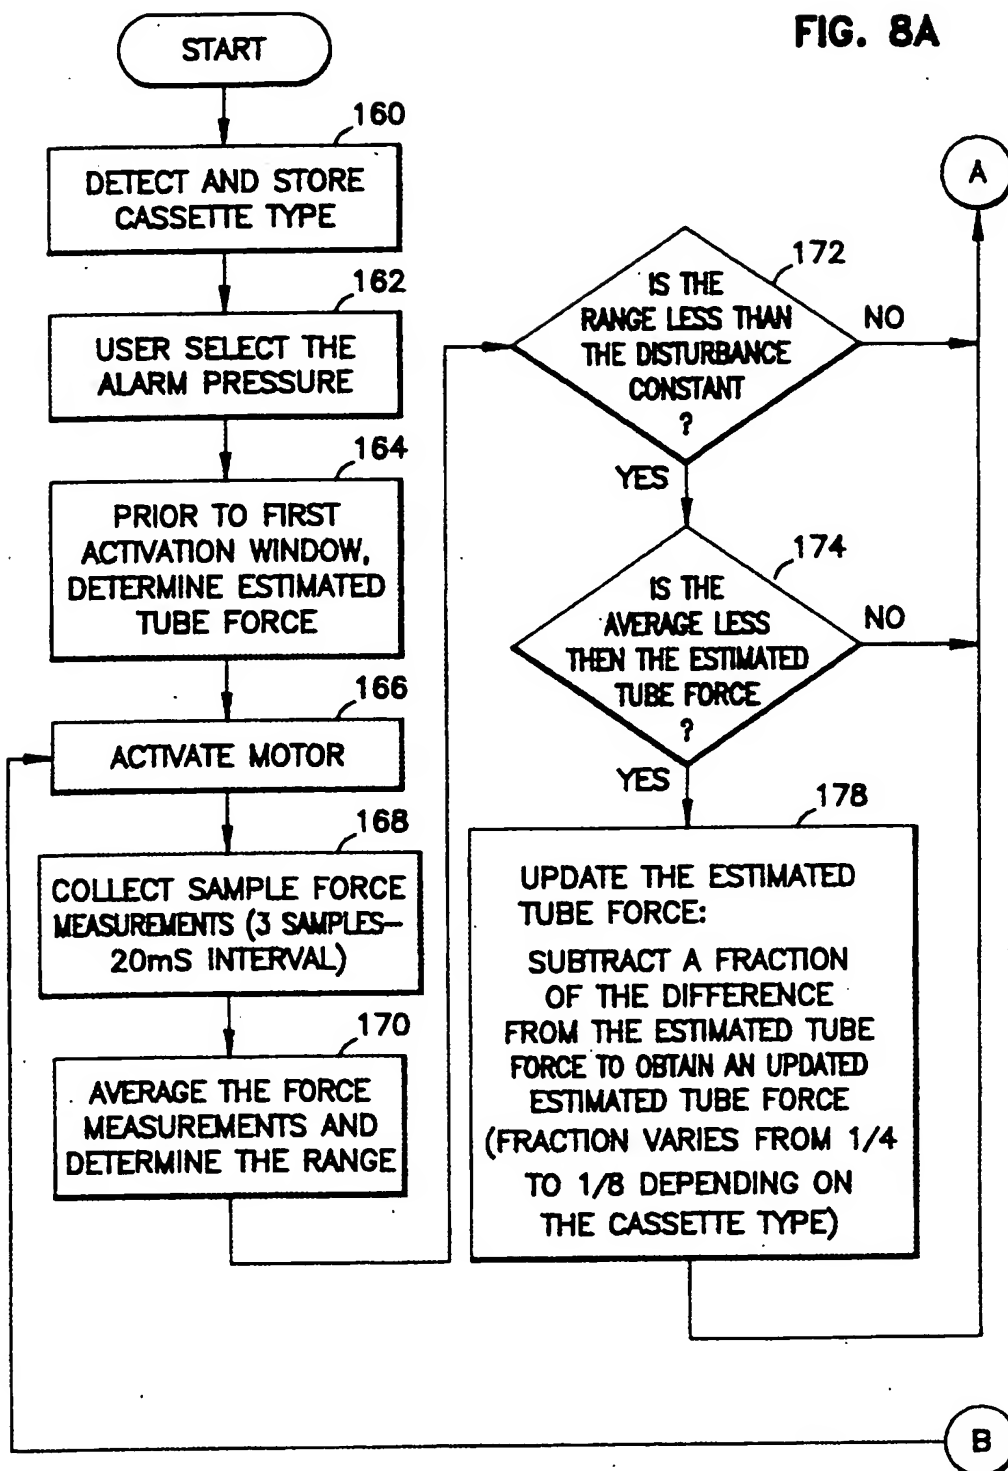 FIG. 8A
START
160
DETECT AND STORE
CASSETTE TYPE
162
USER SELECT THE
ALARM PRESSURE
164
PRIOR TO FIRST
ACTIVATION WINDOW,
DETERMINE ESTIMATED
TUBE FORCE
166
ACTIVATE MOTOR
168
COLLECT SAMPLE FORCE
MEASUREMENTS (3 SAMPLES–
20mS INTERVAL)
170
AVERAGE THE FORCE
MEASUREMENTS AND
DETERMINE THE RANGE
A
172
IS THE
RANGE LESS THAN
THE DISTURBANCE
CONSTANT
?
NO
YES
174
IS THE
AVERAGE LESS
THEN THE ESTIMATED
TUBE FORCE
?
NO
YES
178
UPDATE THE ESTIMATED
TUBE FORCE:
SUBTRACT A FRACTION
OF THE DIFFERENCE
FROM THE ESTIMATED TUBE
FORCE TO OBTAIN AN UPDATED
ESTIMATED TUBE FORCE
(FRACTION VARIES FROM 1/4
TO 1/8 DEPENDING ON
THE CASSETTE TYPE)
B